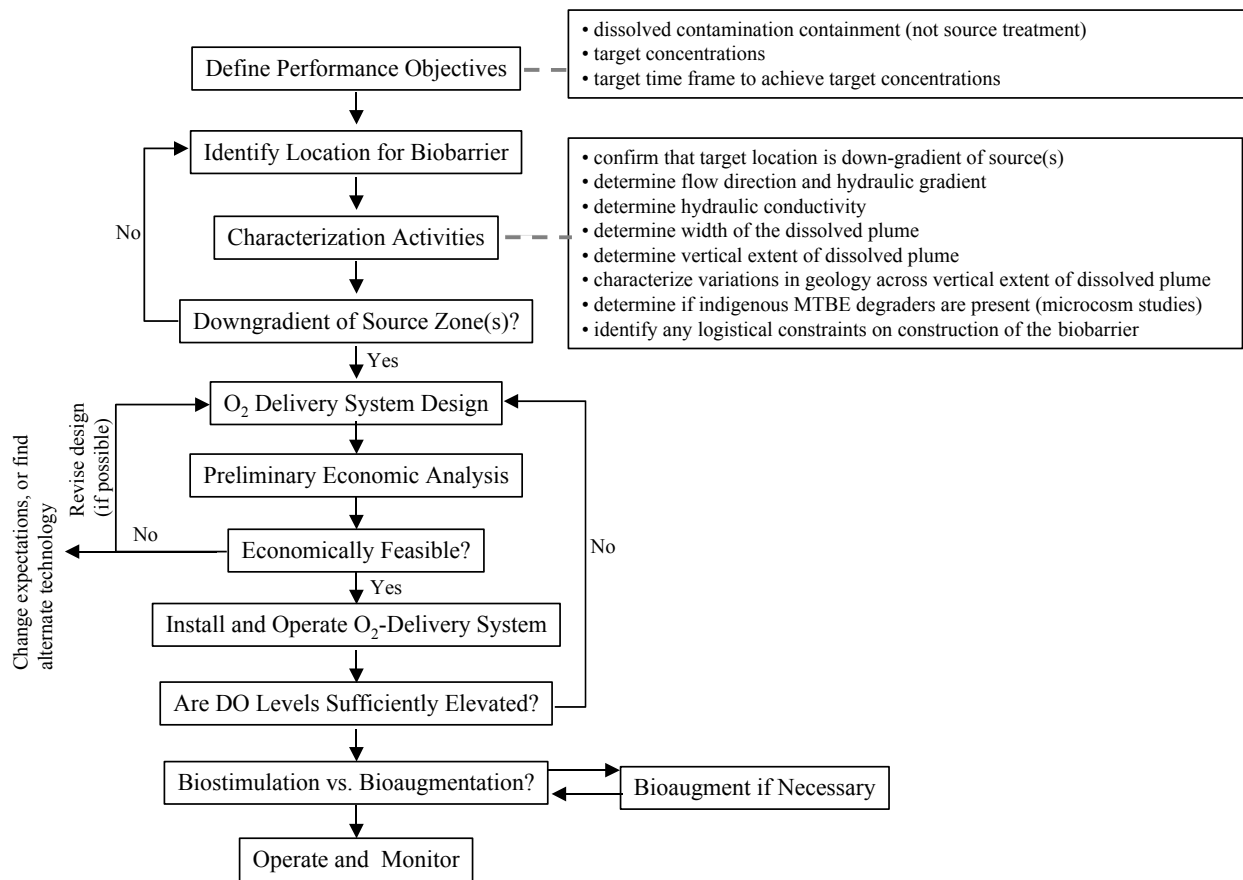 • dissolved contamination containment (not source treatment)
• target concentrations
• target time frame to achieve target concentrations
Define Performance Objectives
Identify Location for Biobarrier
• confirm that target location is down-gradient of source(s)
• determine flow direction and hydraulic gradient
• determine hydraulic conductivity
• determine width of the dissolved plume
• determine vertical extent of dissolved plume
• characterize variations in geology across vertical extent of dissolved plume
• determine if indigenous MTBE degraders are present (microcosm studies)
• identify any logistical constraints on construction of the biobarrier
No
Characterization Activities
Downgradient of Source Zone(s)?
Yes
O₂ Delivery System Design
Revise design
(if possible)
Preliminary Economic Analysis
Change expectations, or find
alternate technology
No
Economically Feasible?
No
Yes
Install and Operate O₂-Delivery System
Are DO Levels Sufficiently Elevated?
Biostimulation vs. Bioaugmentation?
Bioaugment if Necessary
Operate and Monitor